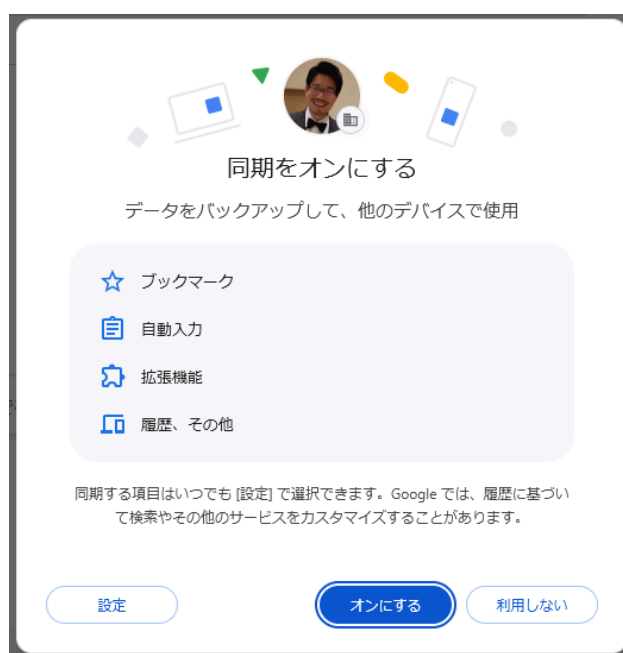 同期をオンにする
データをバックアップして、他のデバイスで使用
ブックマーク
自動入力
拡張機能
履歴、その他
同期する項目はいつでも [設定] で選択できます。Google では、履歴に基づい
て検索やその他のサービスをカスタマイズすることがあります。
設定
オンにする
利用しない